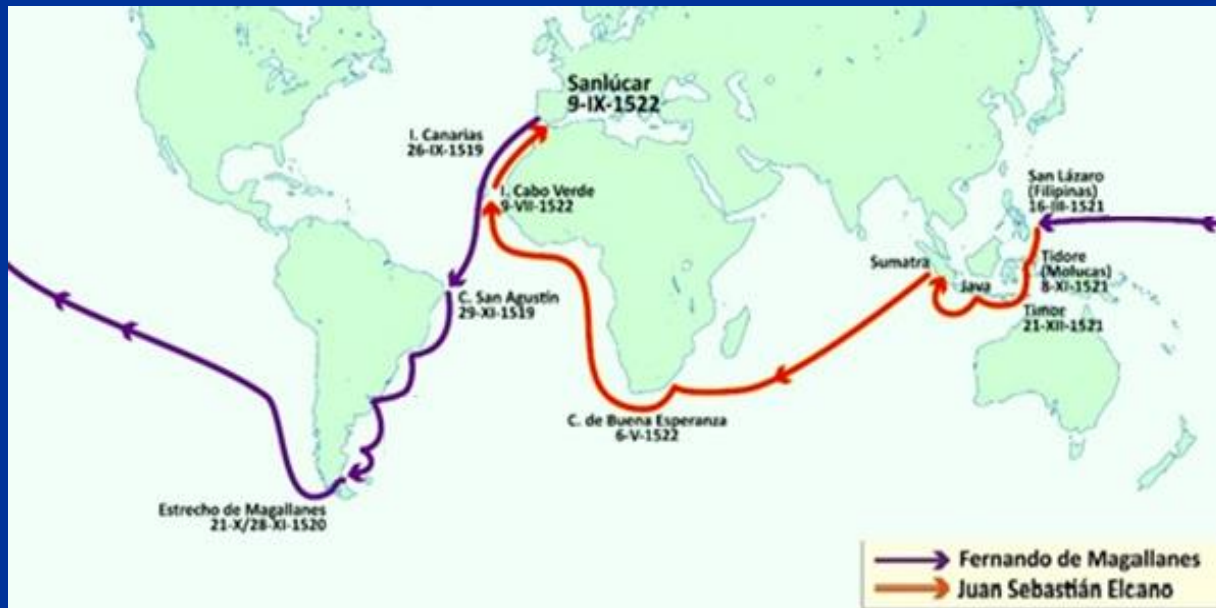 Sanlúcar
9-IX-1522
I. Canarias
26-IX-1519
I. Cabo Verde
9-VII-1522
San Lázaro
(Filipinas)
16-III-1521
Sumatra
Java
Tidore
(Molucas)
8-XI-1521
Timor
21-XII-1521
C. San Agustín
29-XI-1519
C. de Buena Esperanza
6-V-1522
Estrecho de Magallanes
21-X/28-XI-1520
Fernando de Magallanes
Juan Sebastián Elcano